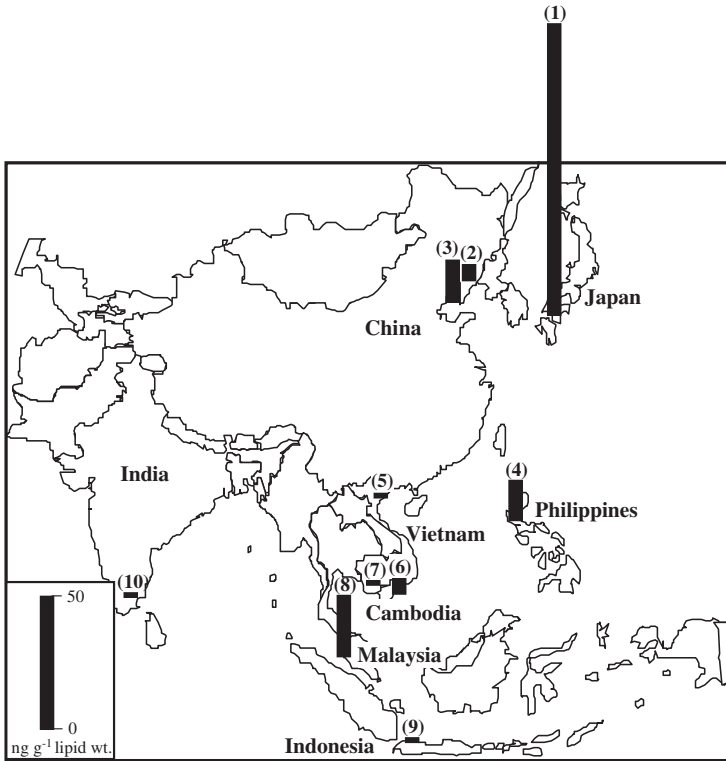 (1)
(3) (2)
Japan
China
(4)
India
(5)
Philippines
Vietnam
(10)
(7) (6)
(8)
50
Cambodia
Malaysia
0
(9)
ng g⁻¹ lipid wt.
Indonesia